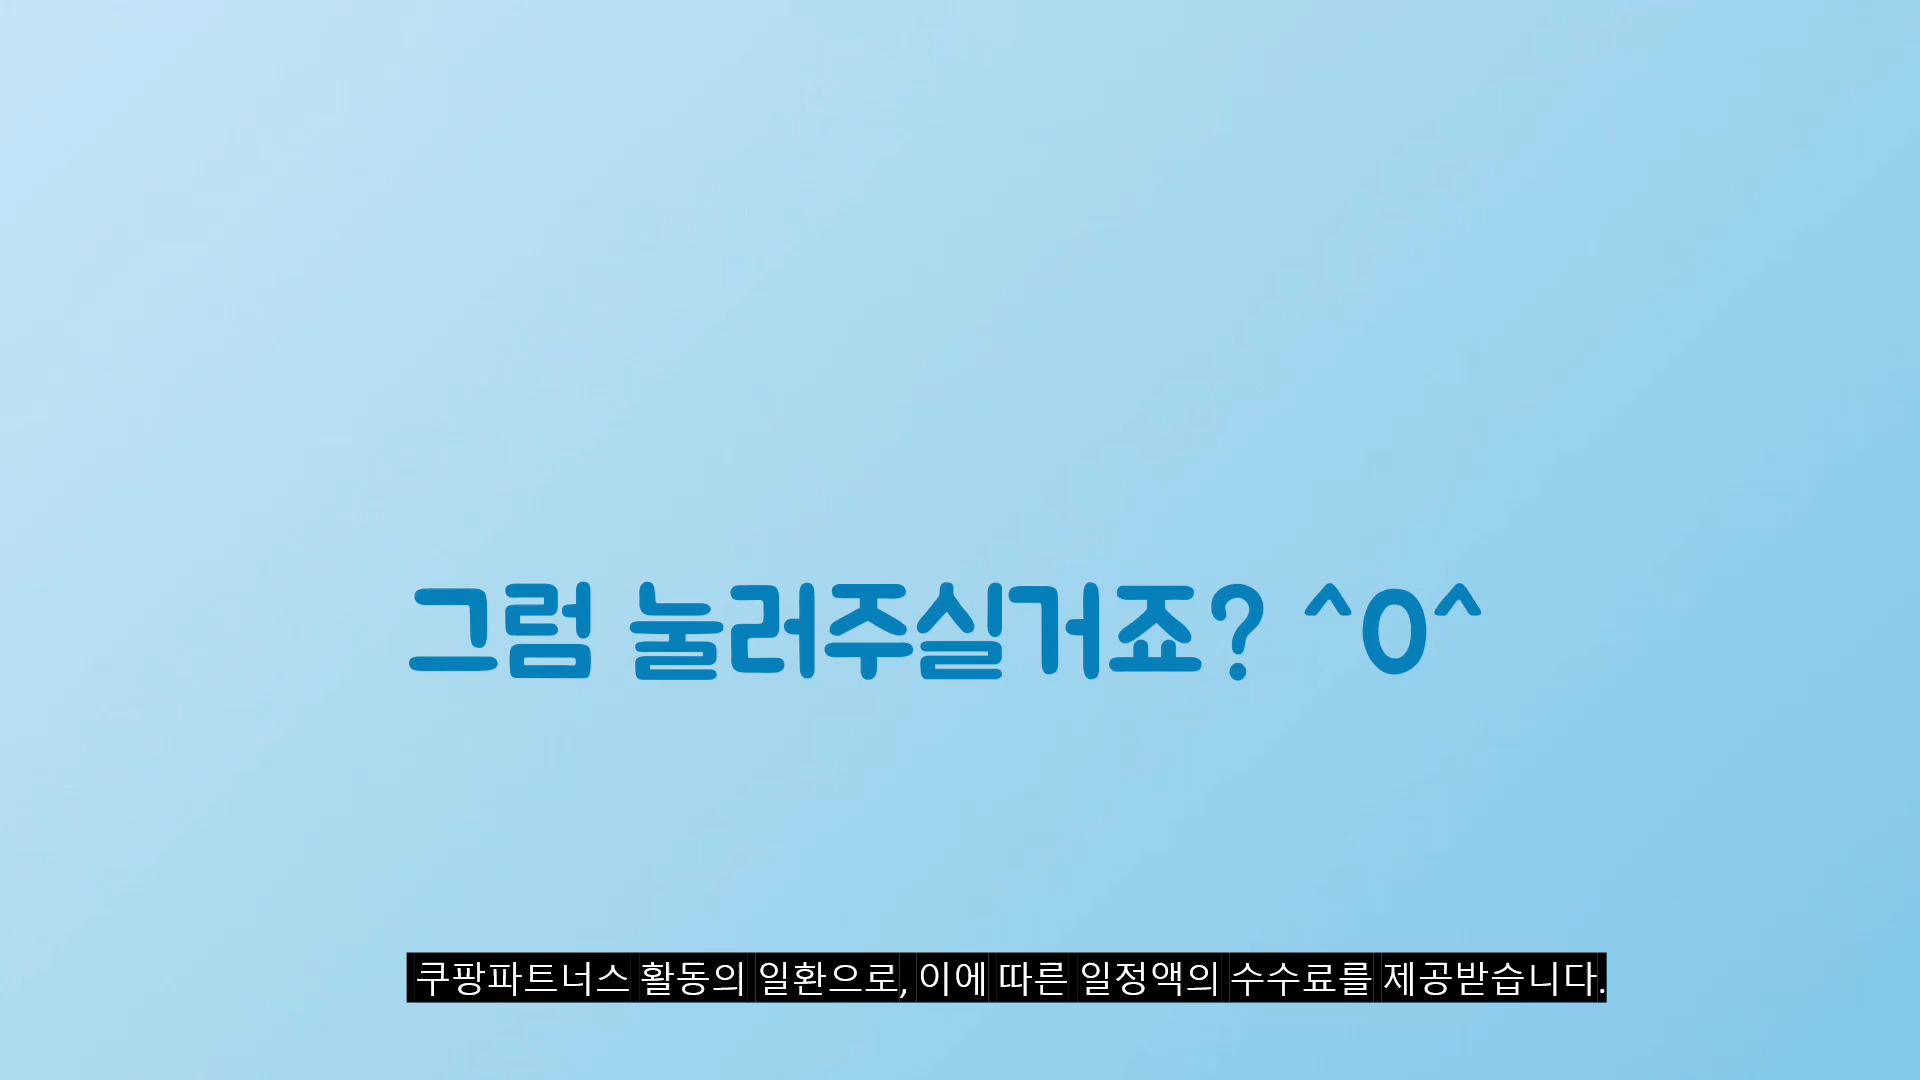 그럼 눌러주실거죠? ^0^
쿠팡파트너스 활동의 일환으로, 이에 따른 일정액의 수수료를 제공받습니다.